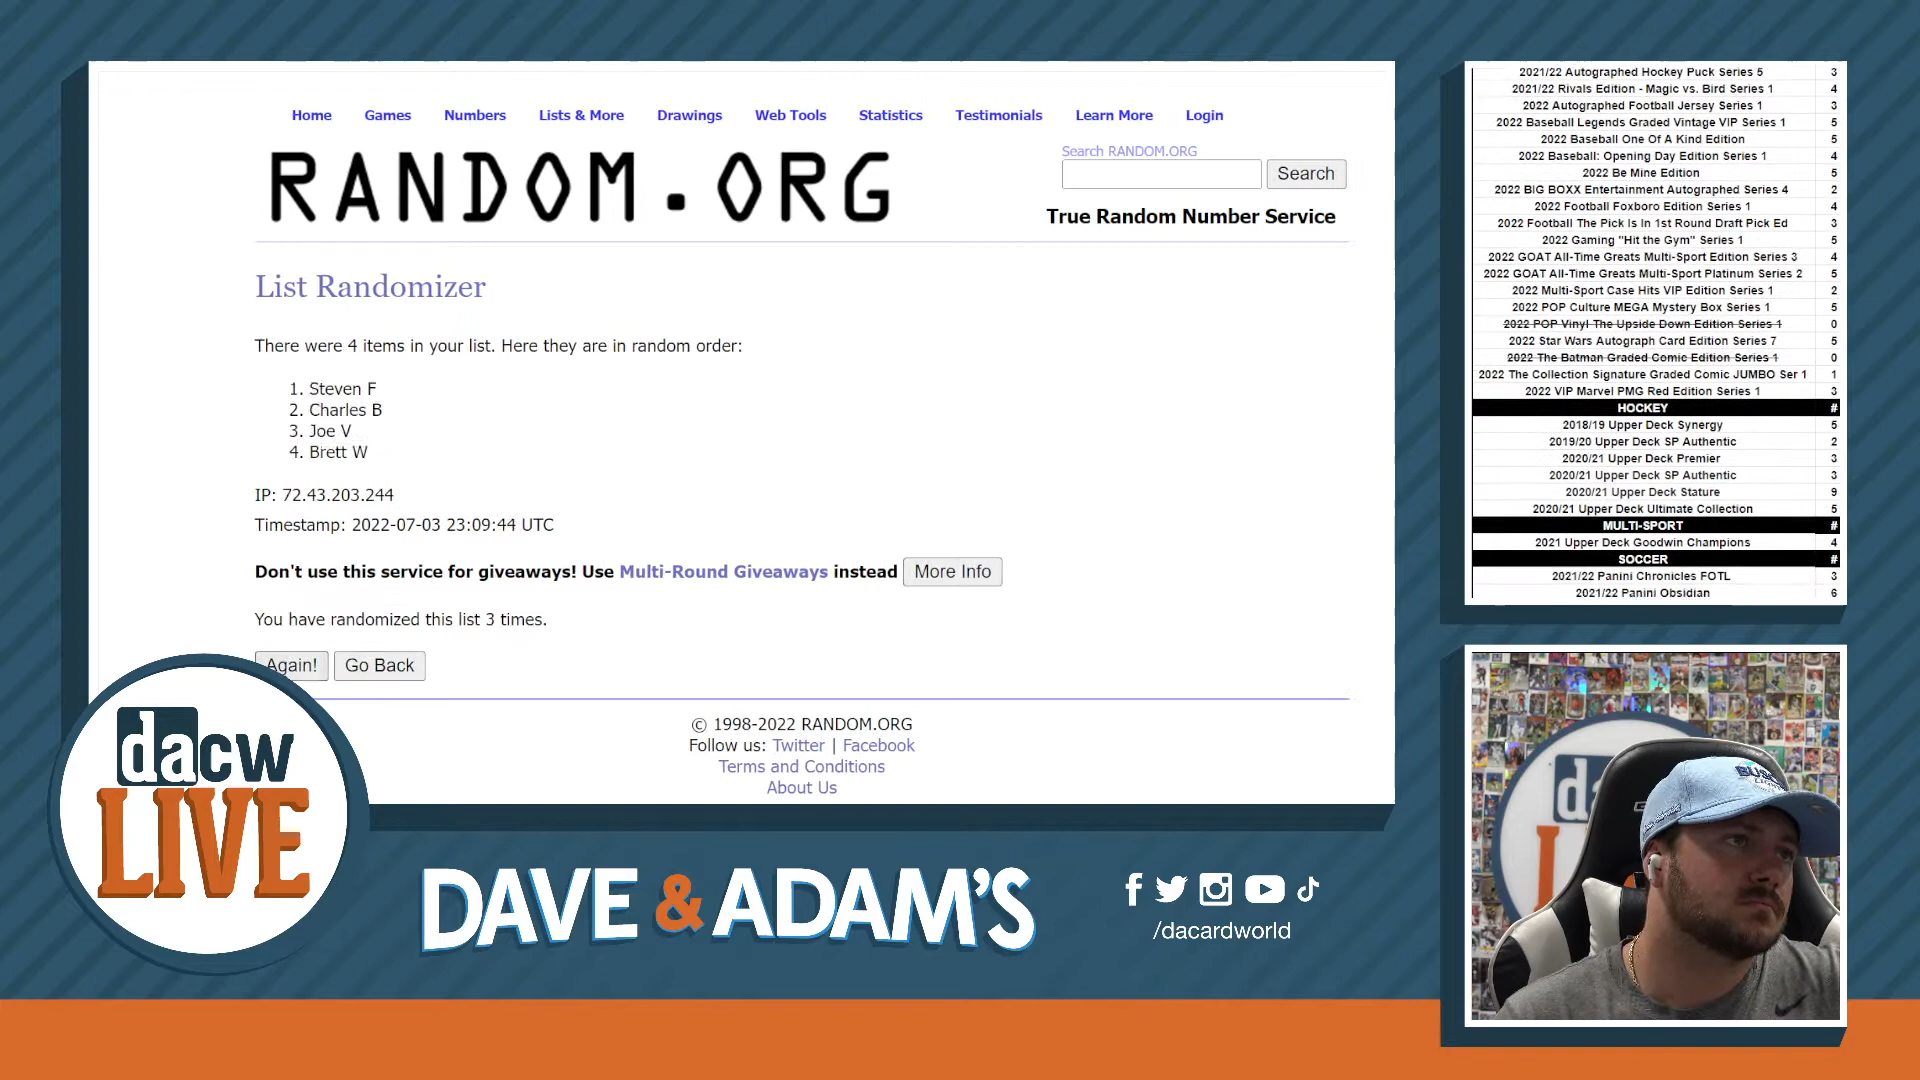 Home Games Numbers Lists & More Drawings Web Tools Statistics Testimonials Learn More Login
RANDOM.ORG
Search RANDOM.ORG
Search
True Random Number Service
List Randomizer
There were 4 items in your list. Here they are in random order:
1. Steven F
2. Charles B
3. Joe V
4. Brett W
IP: 72.43.203.244
Timestamp: 2022-07-03 23:09:44 UTC
Don't use this service for giveaways! Use Multi-Round Giveaways instead More Info
You have randomized this list 3 times.
Again! Go Back
© 1998-2022 RANDOM.ORG
Follow us: Twitter | Facebook
Terms and Conditions
About Us
2021/22 Autographed Hockey Puck Series 5 3
2021/22 Rivals Edition - Magic vs. Bird Series 1 4
2022 Autographed Football Jersey Series 1 3
2022 Baseball Legends Graded Vintage VIP Series 1 5
2022 Baseball One Of A Kind Edition 5
2022 Baseball: Opening Day Edition Series 1 4
2022 Be Mine Edition 5
2022 BIG BOXX Entertainment Autographed Series 4 2
2022 Football Foxboro Edition Series 1 4
2022 Football The Pick Is In 1st Round Draft Pick Ed 3
2022 Gaming "Hit the Gym" Series 1 5
2022 GOAT All-Time Greats Multi-Sport Edition Series 3 4
2022 GOAT All-Time Greats Multi-Sport Platinum Series 2 5
2022 Multi-Sport Case Hits VIP Edition Series 1 2
2022 POP Culture MEGA Mystery Box Series 1 5
2022 POP Vinyl The Upside Down Edition Series 1 0
2022 Star Wars Autograph Card Edition Series 7 5
2022 The Batman Graded Comic Edition Series 1 0
2022 The Collection Signature Graded Comic JUMBO Ser 1 1
2022 VIP Marvel PMG Red Edition Series 1 3
HOCKEY #
2018/19 Upper Deck Synergy 5
2019/20 Upper Deck SP Authentic 2
2020/21 Upper Deck Premier 3
2020/21 Upper Deck SP Authentic 3
2020/21 Upper Deck Stature 9
2020/21 Upper Deck Ultimate Collection 5
MULTI-SPORT #
2021 Upper Deck Goodwin Champions 4
SOCCER #
2021/22 Panini Chronicles FOTL 3
2021/22 Panini Obsidian 6
dacw
LIVE
DAVE & ADAM'S
/dacardworld